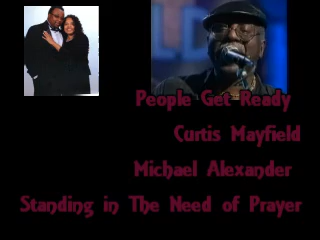 People Get Ready
Curtis Mayfield
Michael Alexander
Standing in The Need of Prayer